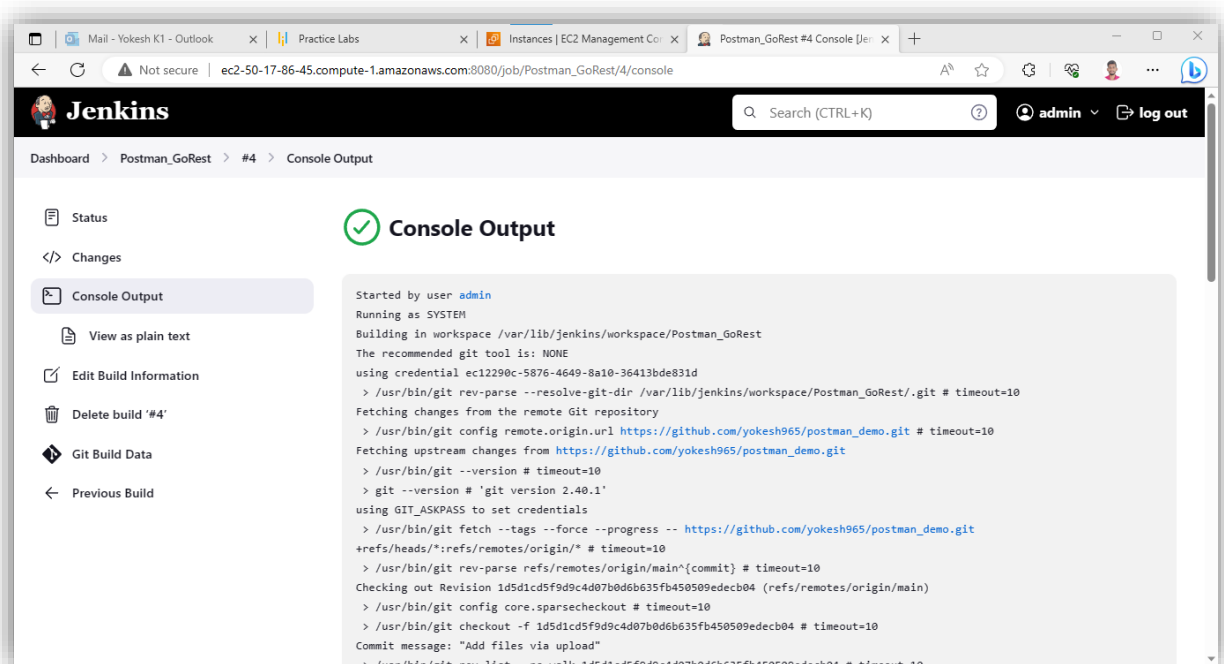 Mail - Yokesh K1 - Outlook
Practice Labs
Instances | EC2 Management Cor
Postman_GoRest #4 Console [Jen
Not secure
ec2-50-17-86-45.compute-1.amazonaws.com:8080/job/Postman_GoRest/4/console
Jenkins
Search (CTRL+K)
admin
log out
Dashboard > Postman_GoRest > #4 > Console Output
Status
Changes
Console Output
View as plain text
Edit Build Information
Delete build '#4'
Git Build Data
Previous Build
Console Output
Started by user admin
Running as SYSTEM
Building in workspace /var/lib/jenkins/workspace/Postman_GoRest
The recommended git tool is: NONE
using credential ec12290c-5876-4649-8a10-36413bde831d
> /usr/bin/git rev-parse --resolve-git-dir /var/lib/jenkins/workspace/Postman_GoRest/.git # timeout=10
Fetching changes from the remote Git repository
> /usr/bin/git config remote.origin.url https://github.com/yokesh965/postman_demo.git # timeout=10
Fetching upstream changes from https://github.com/yokesh965/postman_demo.git
> /usr/bin/git --version # timeout=10
> git --version # 'git version 2.40.1'
using GIT_ASKPASS to set credentials
> /usr/bin/git fetch --tags --force --progress -- https://github.com/yokesh965/postman_demo.git
+refs/heads/*:refs/remotes/origin/* # timeout=10
> /usr/bin/git rev-parse refs/remotes/origin/main^{commit} # timeout=10
Checking out Revision 1d5d1cd5f9d9c4d07b0d6b635fb450509edecb04 (refs/remotes/origin/main)
> /usr/bin/git config core.sparsecheckout # timeout=10
> /usr/bin/git checkout -f 1d5d1cd5f9d9c4d07b0d6b635fb450509edecb04 # timeout=10
Commit message: "Add files via upload"